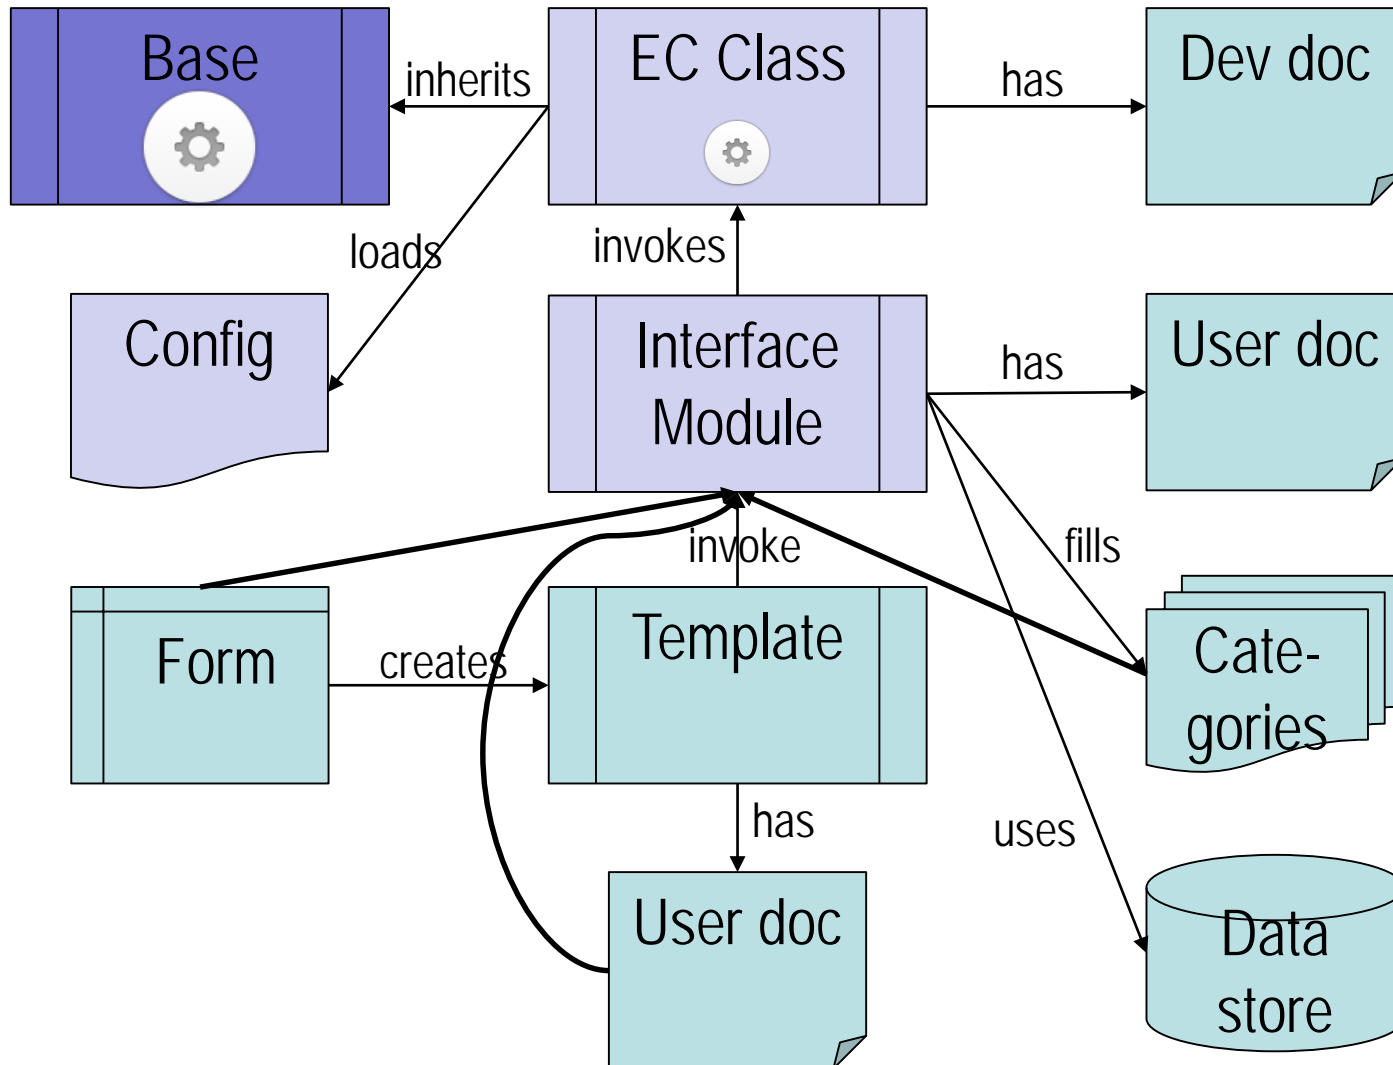 Base
inherits
EC Class
has
Dev doc
loads
invokes
Config
Interface
Module
has
User doc
invoke
fills
Form
creates
Template
Cate-
gories
has
uses
User doc
Data
store